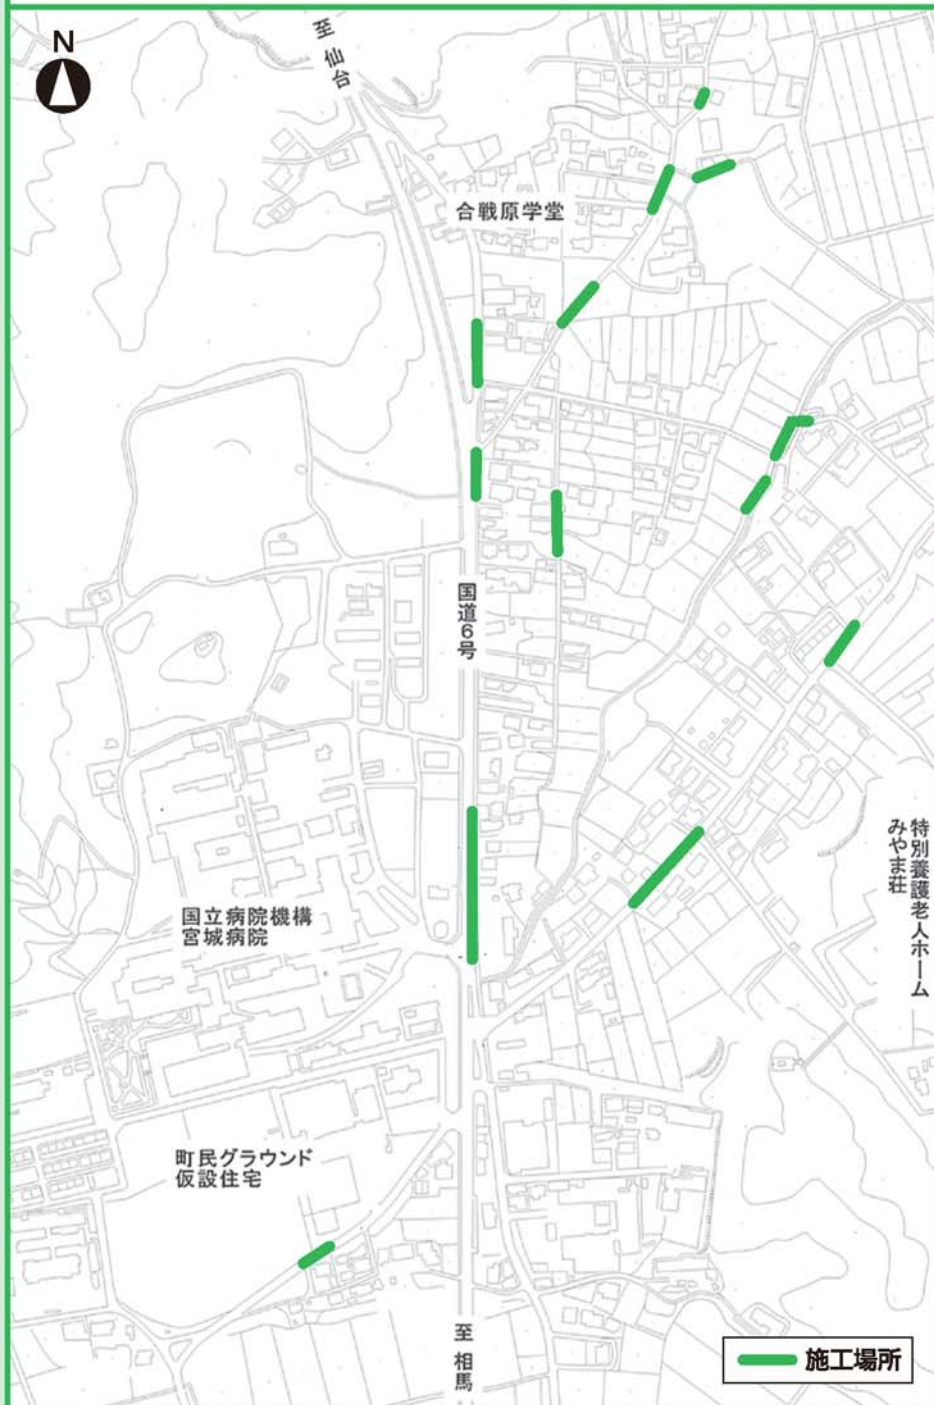 N
至 仙台
合戦原学堂
国道6号
特別養護老人ホーム
みやま荘
国立病院機構
宮城病院
町民グラウンド
仮設住宅
至 相馬
施工場所